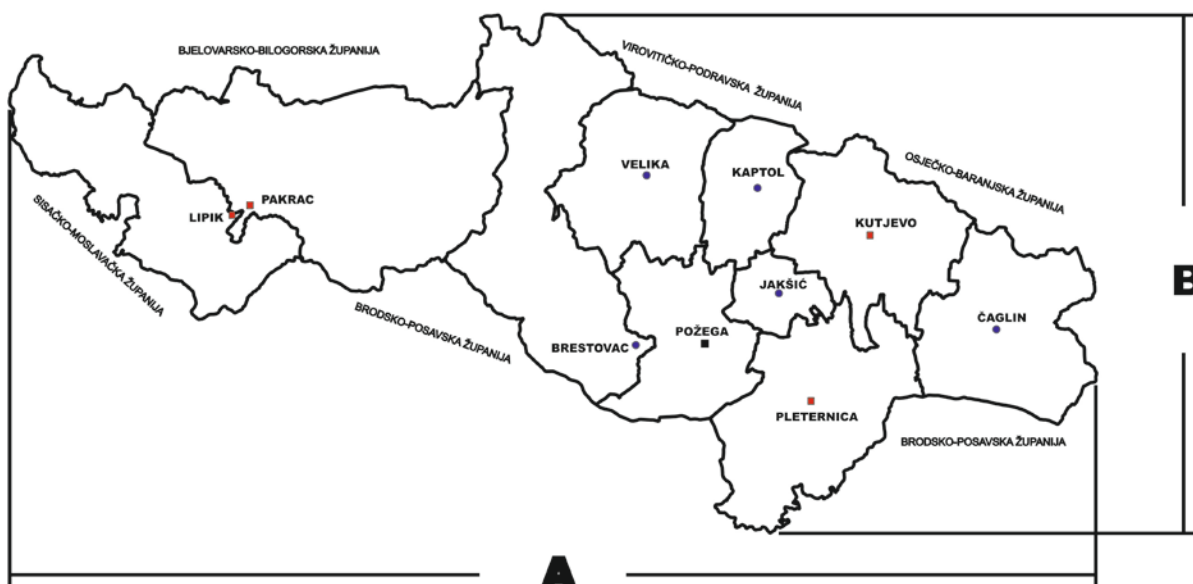 BJELOVARSKO-BILOGORSKA ŽUPANIJA
VIROVITIČKO-PODRAVSKA ŽUPANIJA
OSJEČKO-BARANJSKA ŽUPANIJA
VELIKA
KAPTOL
PAKRAC
LIPIK
KUTJEVO
SISAČKO-MOSLAVAČKA ŽUPANIJA
B
JAKŠIĆ
BRODSKO-POSAVSKA ŽUPANIJA
POŽEGA
ČAGLIN
BRESTOVAC
PLETERNICA
BRODSKO-POSAVSKA ŽUPANIJA
A